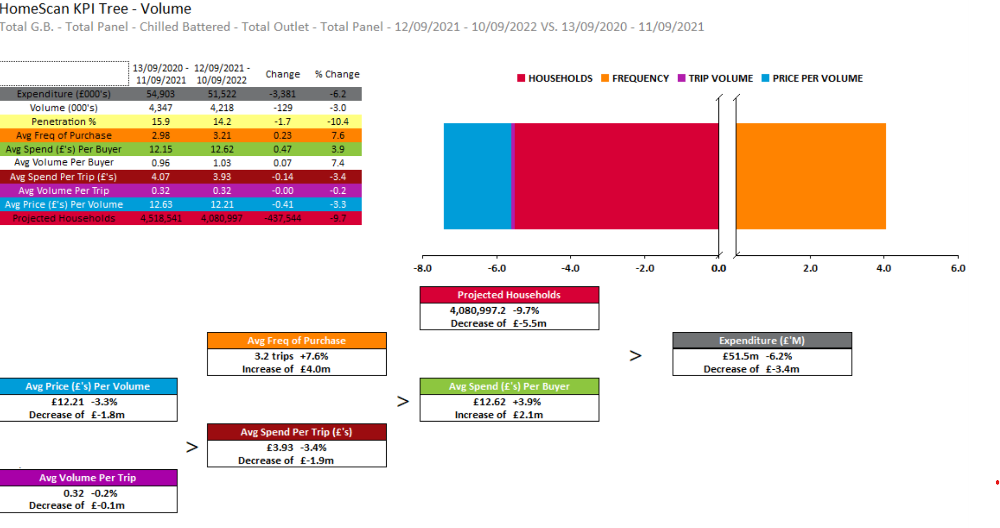 HomeScan KPI Tree - Volume
Total G.B. - Total Panel - Chilled Battered - Total Outlet - Total Panel - 12/09/2021 - 10/09/2022 VS. 13/09/2020 - 11/09/2021
13/09/2020 - 11/09/2021 12/09/2021 - 10/09/2022 Change % Change
Expenditure (£000's) 54,903 51,522 -3,381 -6.2
Volume (000's) 4,347 4,218 -129 -3.0
Penetration % 15.9 14.2 -1.7 -10.4
Avg Freq of Purchase 2.98 3.21 0.23 7.6
Avg Spend (£'s) Per Buyer 12.15 12.62 0.47 3.9
Avg Volume Per Buyer 0.96 1.03 0.07 7.4
Avg Spend Per Trip (£'s) 4.07 3.93 -0.14 -3.4
Avg Volume Per Trip 0.32 0.32 -0.00 -0.2
Avg Price (£'s) Per Volume 12.63 12.21 -0.41 -3.3
Projected Households 4,518,541 4,080,997 -437,544 -9.7
HOUSEHOLDS FREQUENCY TRIP VOLUME PRICE PER VOLUME
-8.0 -6.0 -4.0 -2.0 0.0 2.0 4.0 6.0
Projected Households
4,080,997.2 -9.7%
Decrease of £-5.5m
Avg Freq of Purchase
3.2 trips +7.6%
Increase of £4.0m
>
Expenditure (£'M)
£51.5m -6.2%
Decrease of £-3.4m
Avg Price (£'s) Per Volume
£12.21 -3.3%
Decrease of £-1.8m
>
Avg Spend (£'s) Per Buyer
£12.62 +3.9%
Increase of £2.1m
>
Avg Spend Per Trip (£'s)
£3.93 -3.4%
Decrease of £-1.9m
Avg Volume Per Trip
0.32 -0.2%
Decrease of £-0.1m